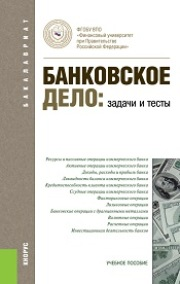 БАКАЛАВРИАТ
ФГОБУ ВПО
«Финансовый университет
при Правительстве
Российской Федерации»
БАНКОВСКОЕ
ДЕЛО:
задачи и тесты
Ресурсы и пассивные операции коммерческого банка
Активные операции коммерческого банка
Доходы, расходы и прибыль банка
Ликвидность баланса коммерческого банка
Кредитоспособность клиента коммерческого банка
Ссудные операции коммерческого банка
Факторинговые операции
Лизинговые операции
Банковские операции с драгоценными металлами
Валютные операции
Расчетные операции
Инвестиционная деятельность банков
УЧЕБНОЕ ПОСОБИЕ
КНОРУС